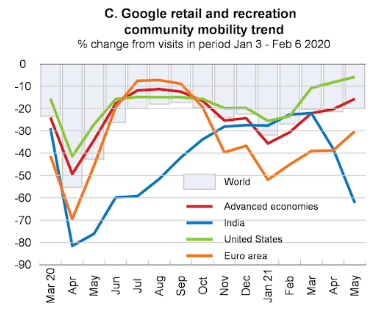 C. Google retail and recreation
community mobility trend
% change from visits in period Jan 3 - Feb 6 2020
0
-10
-20
-30
-40
-50
-60
-70
-80
-90
World
Advanced economies
India
United States
Euro area
Mar 20
Apr
May
Jun
Jul
Aug
Sep
Oct
Nov
Dec
Jan 21
Feb
Mar
Apr
May